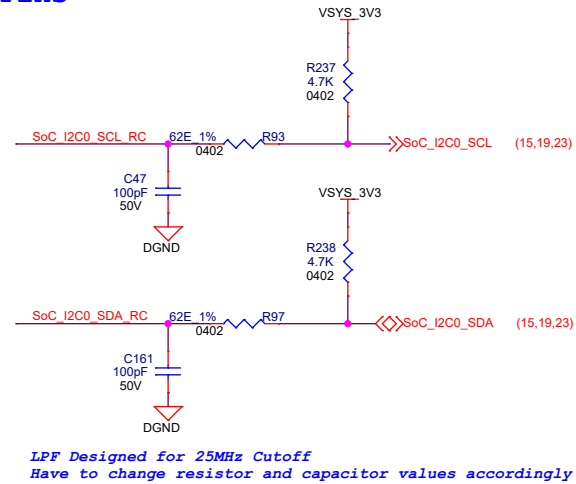 VSYS_3V3
R237
4.7K
0402
SoC_I2C0_SCL_RC 62E_1% R93 SoC_I2C0_SCL (15,19,23)
0402
C47
100pF
50V
DGND
VSYS_3V3
R238
4.7K
0402
SoC_I2C0_SDA_RC 62E_1% R97 SoC_I2C0_SDA (15,19,23)
0402
C161
100pF
50V
DGND
LPF Designed for 25MHz Cutoff
Have to change resistor and capacitor values accordingly